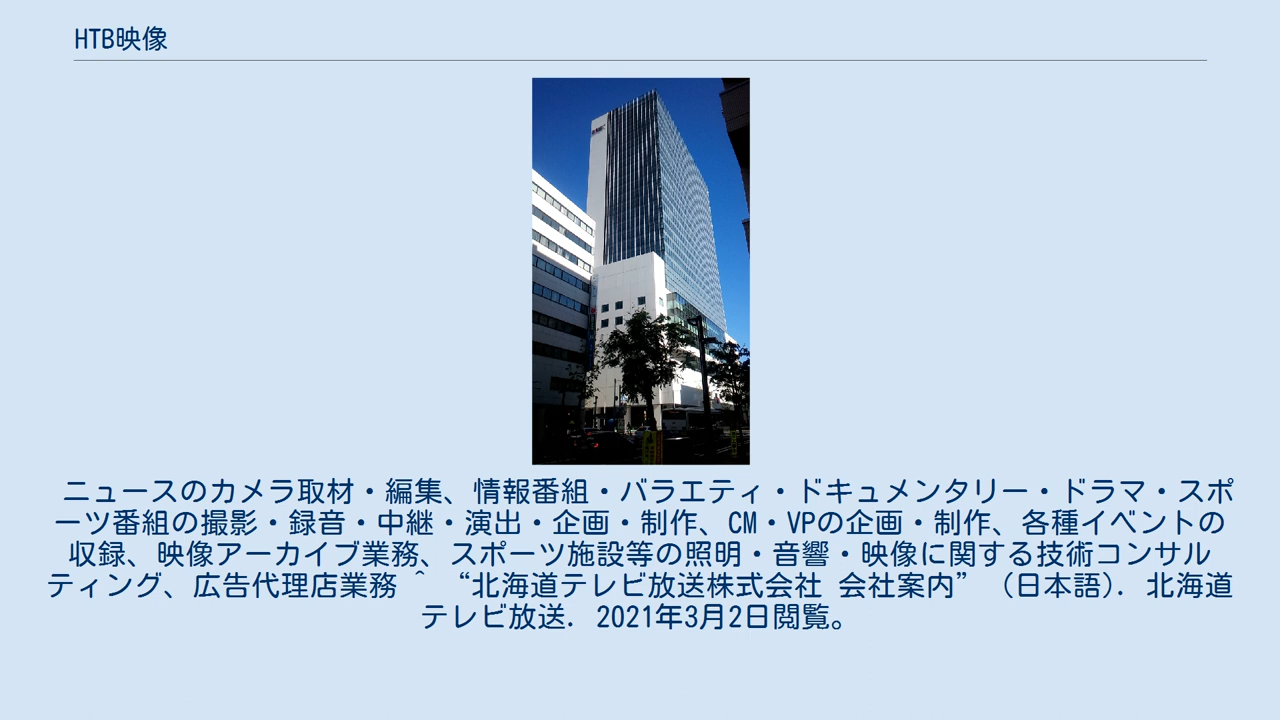 HTB映像
ニュースのカメラ取材・編集、情報番組・バラエティ・ドキュメンタリー・ドラマ・スポ
ーツ番組の撮影・録音・中継・演出・企画・制作、CM・VPの企画・制作、各種イベントの
収録、映像アーカイブ業務、スポーツ施設等の照明・音響・映像に関する技術コンサル
ティング、広告代理店業務 ^ “北海道テレビ放送株式会社 会社案内” (日本語). 北海道
テレビ放送. 2021年3月2日閲覧。